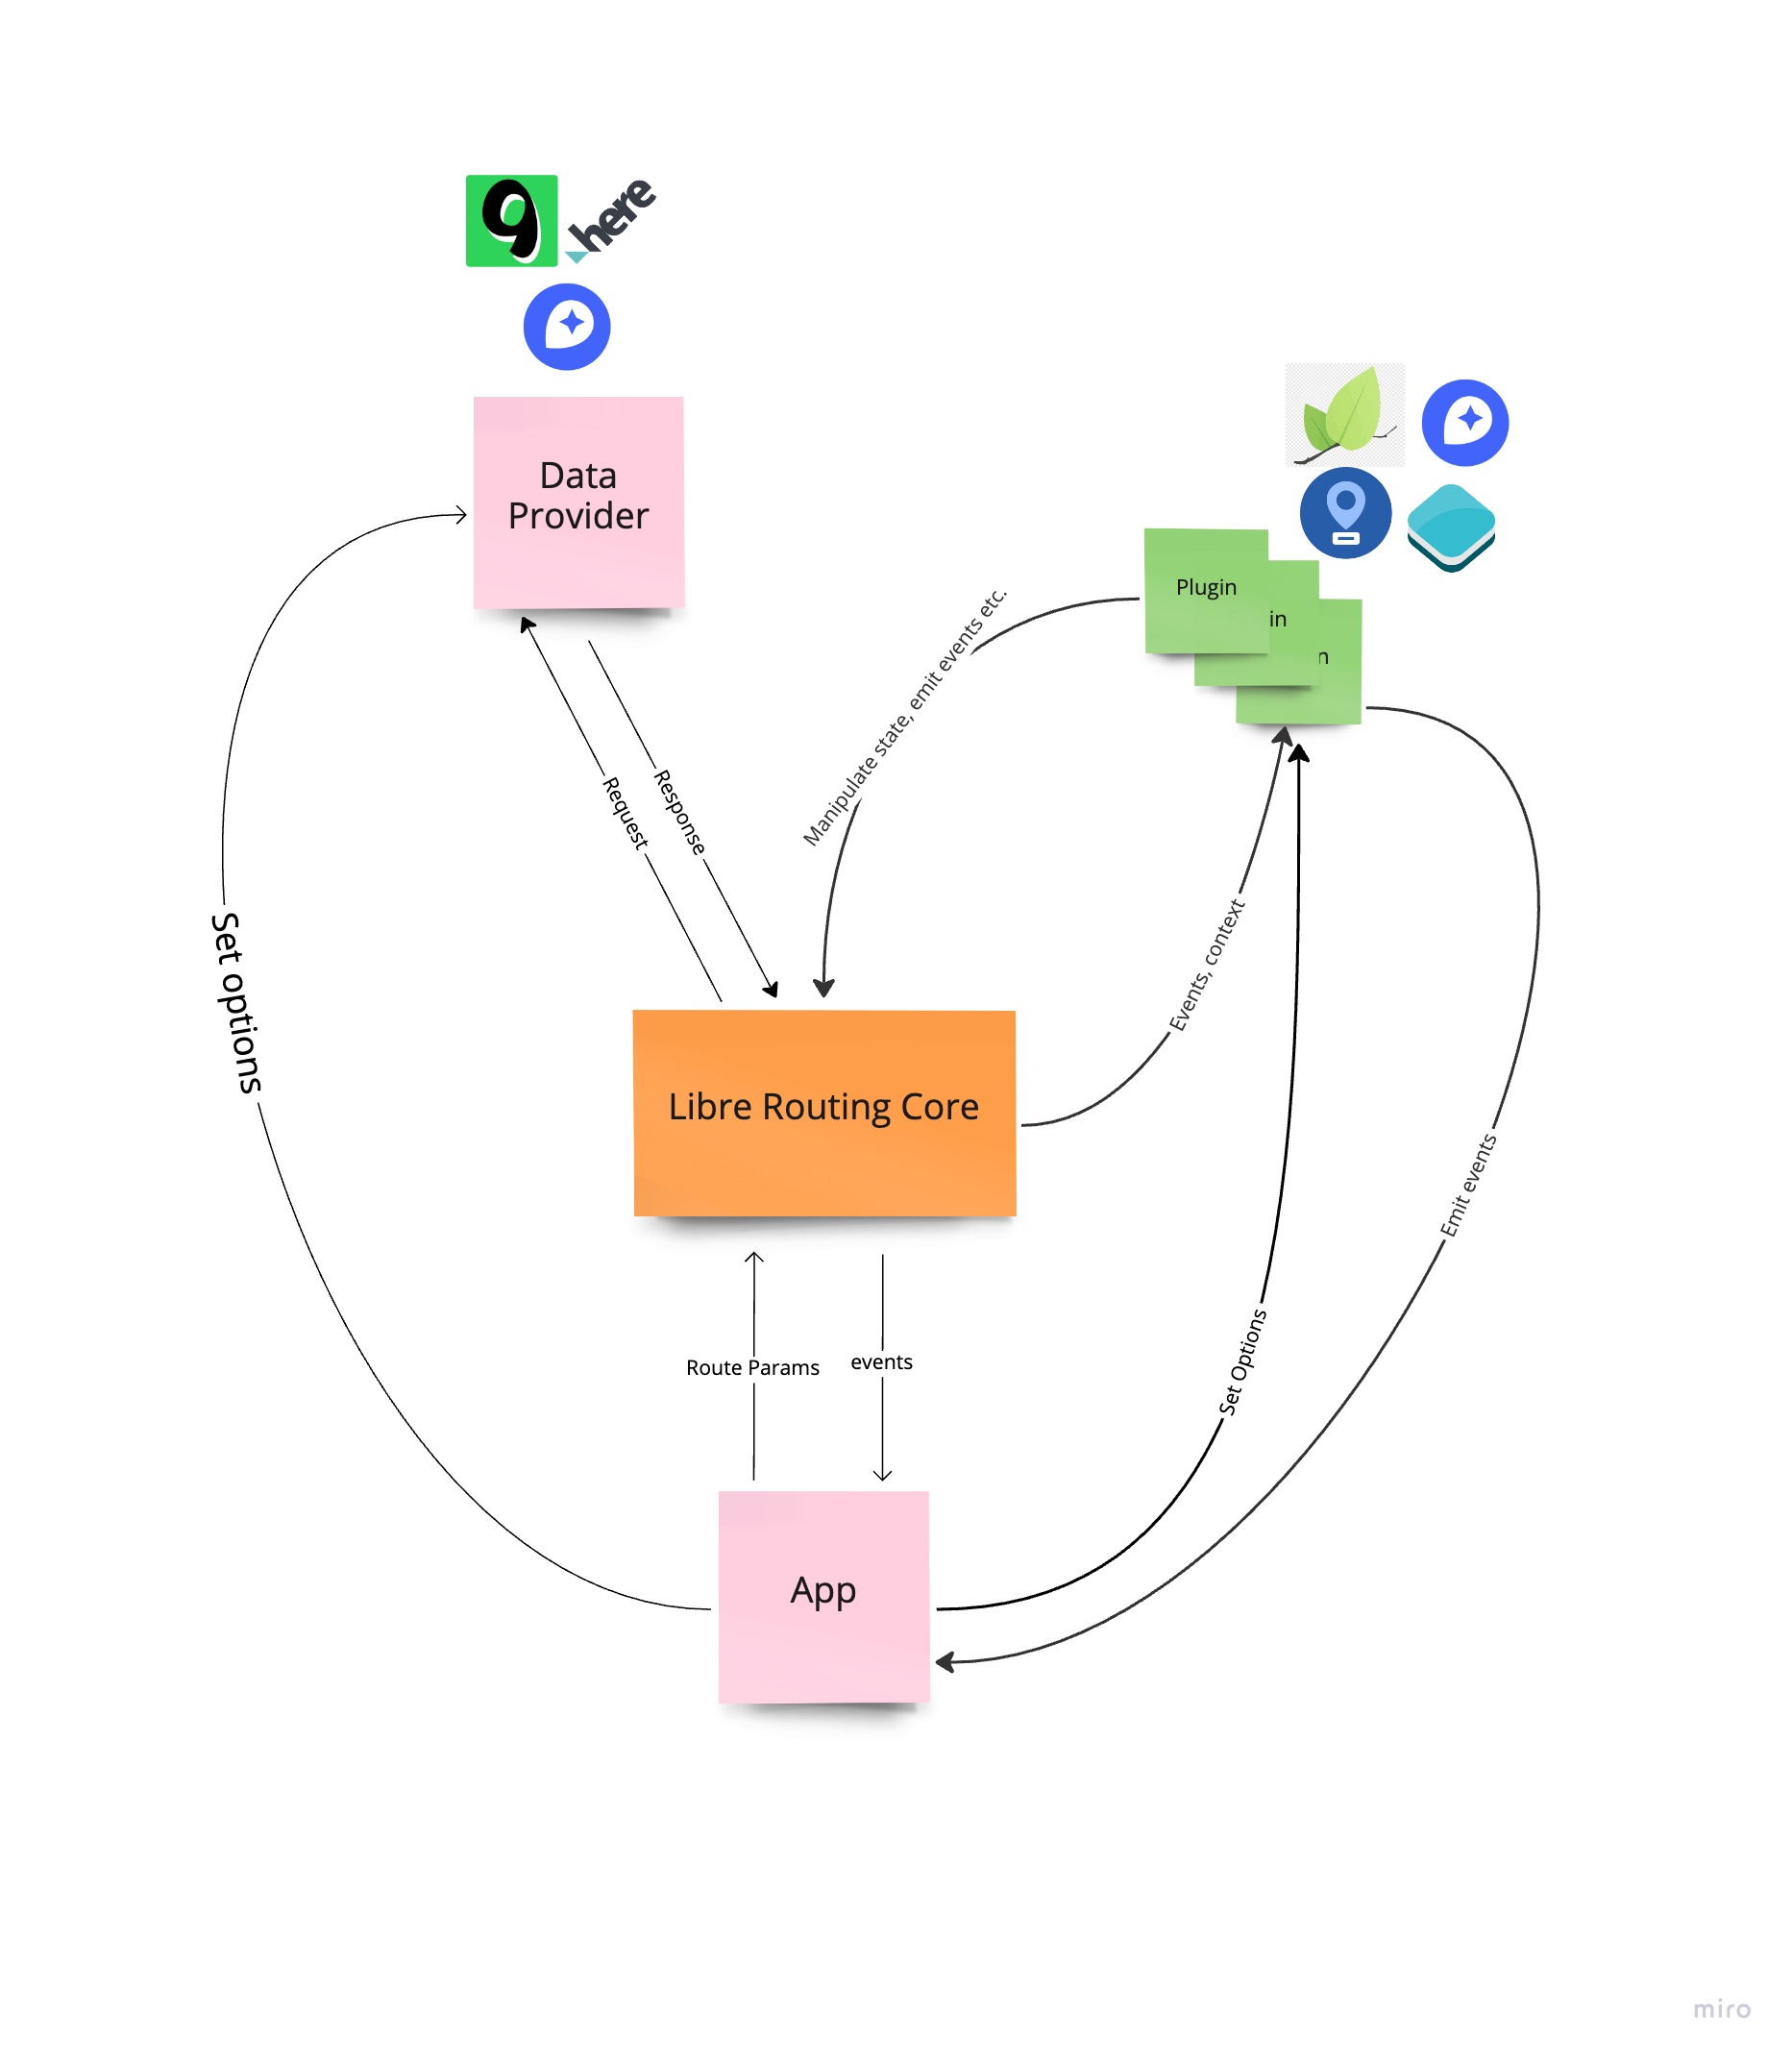 9
here
Data
Provider
Plugin
in
n
Manipulate state, emit events etc.
Request
Response
Events, context
Set options
Libre Routing Core
Emit events
Route Params
events
Set Options
App
miro